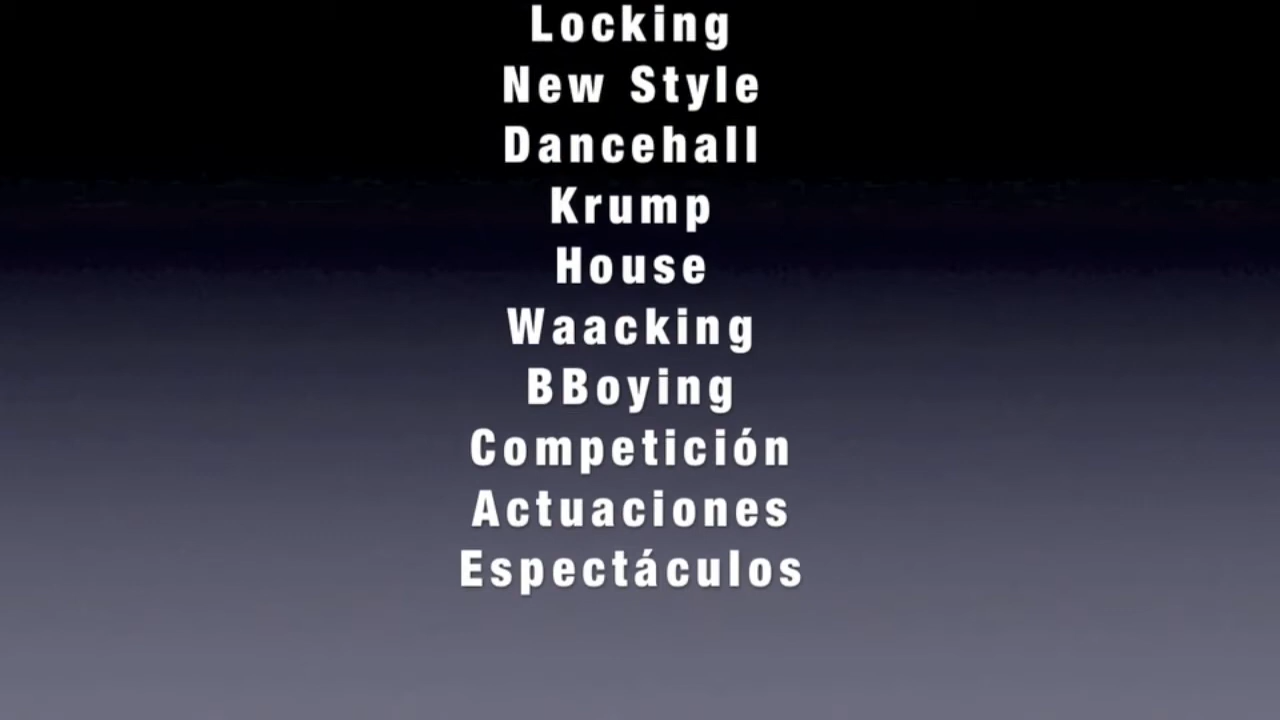 Locking
New Style
Dancehall
Krump
House
Waacking
BBoying
Competición
Actuaciones
Espectáculos